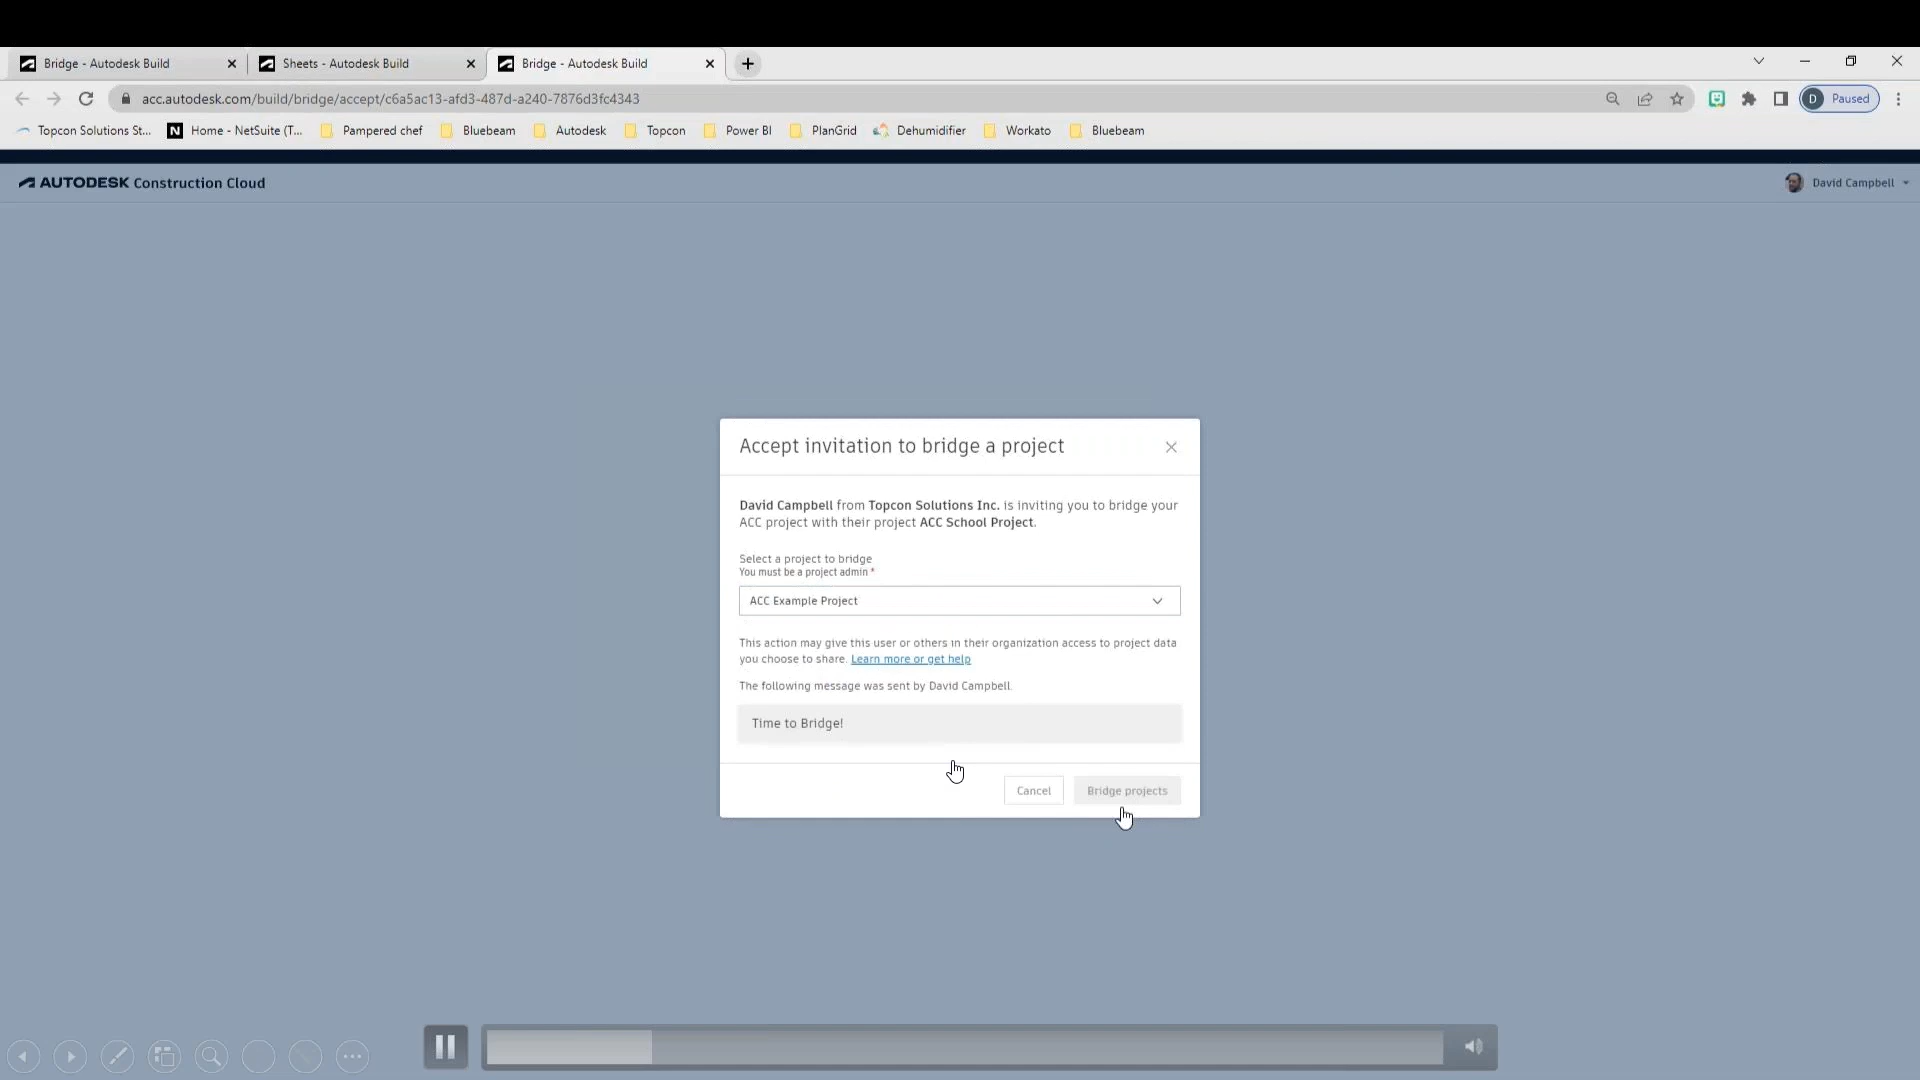 Bridge - Autodesk Build
Sheets - Autodesk Build
Bridge - Autodesk Build
acc.autodesk.com/build/bridge/accept/c6a5ac13-afd3-487d-a240-7876d3fc4343
D Paused
Topcon Solutions St...
N Home - NetSuite (T...
Pampered chef
Bluebeam
Autodesk
Topcon
Power BI
PlanGrid
Dehumidifier
Workato
Bluebeam
AUTODESK Construction Cloud
David Campbell
Accept invitation to bridge a project
David Campbell from Topcon Solutions Inc. is inviting you to bridge your
ACC project with their project ACC School Project.
Select a project to bridge
You must be a project admin *
ACC Example Project
This action may give this user or others in their organization access to project data
you choose to share. Learn more or get help
The following message was sent by David Campbell.
Time to Bridge!
Cancel
Bridge projects